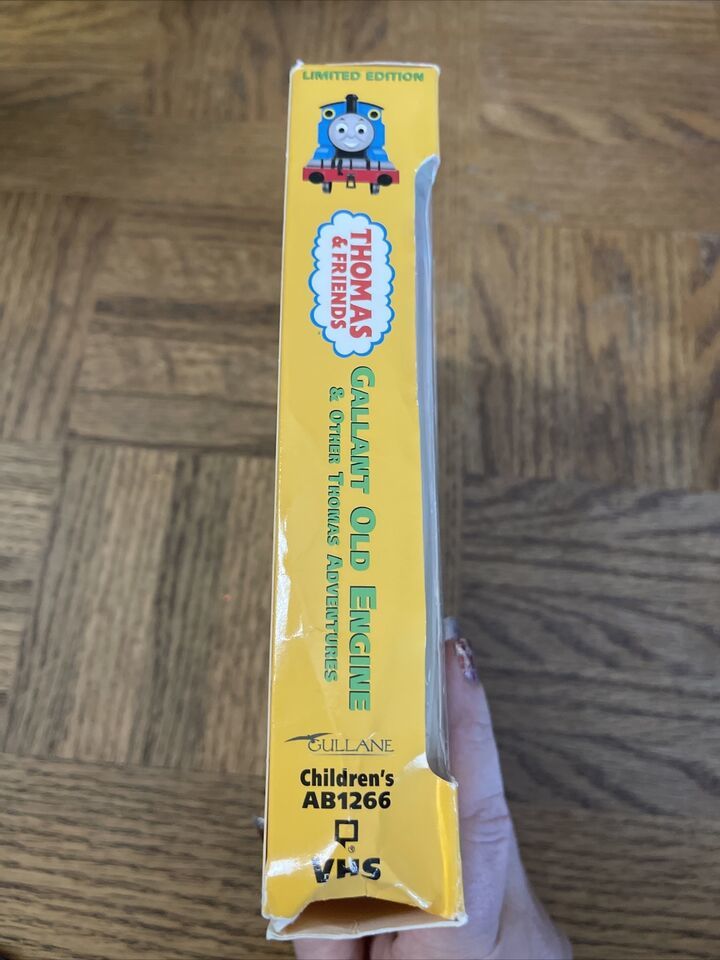 LIMITED EDITION
THOMAS
& FRIENDS
GALLANT OLD ENGINE
& OTHER THOMAS ADVENTURES
GULLANE
Children's
AB1266
VHS